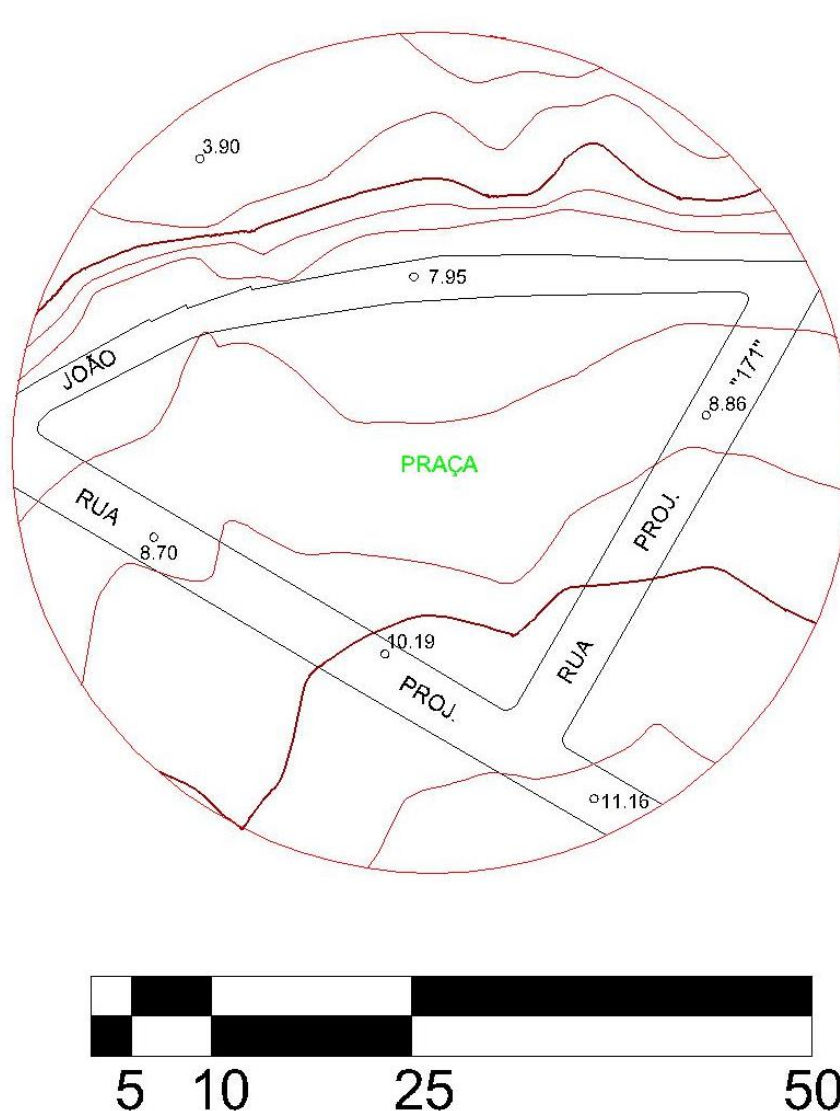 3.90
7.95
JOÃO
"171"
8.86
PRAÇA
RUA
PROJ.
8.70
10.19
RUA
PROJ.
11.16
5 10 25 50